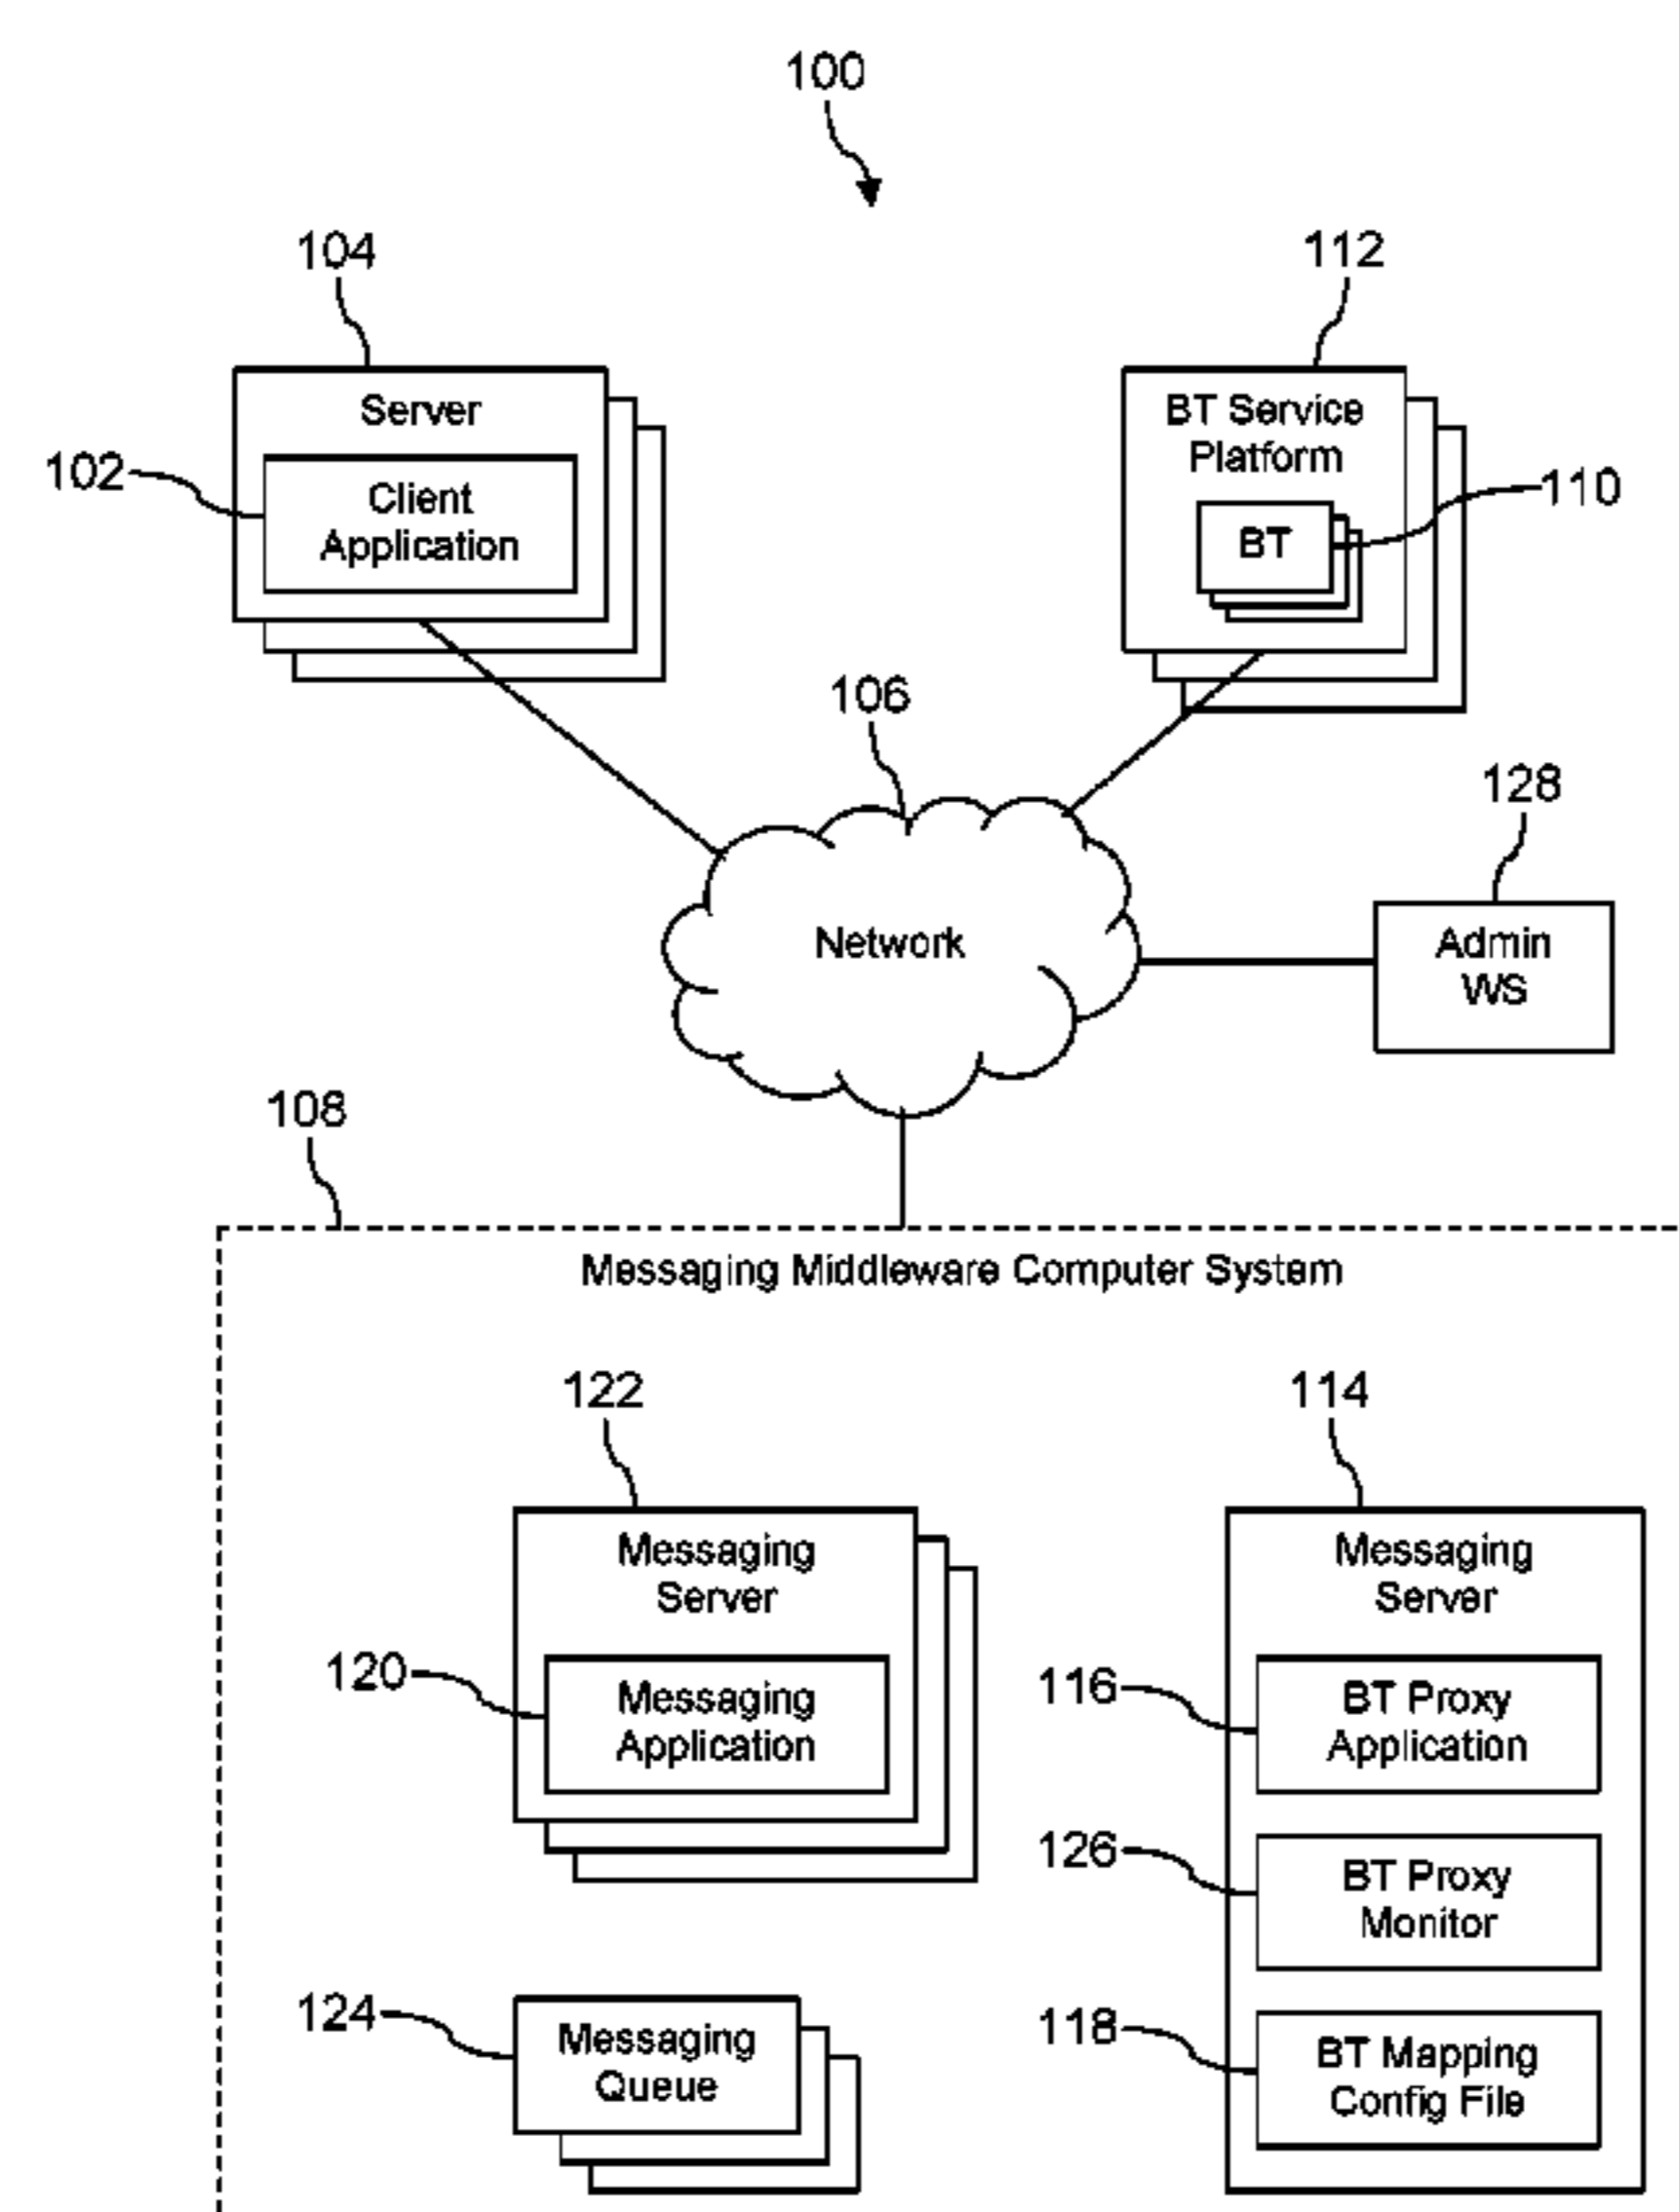 100
104
112
Server
BT Service
Platform
102
Client
Application
110
BT
106
128
Network
Admin
WS
108
Messaging Middleware Computer System
122
114
Messaging
Server
Messaging
Server
120
Messaging
Application
116
BT Proxy
Application
126
BT Proxy
Monitor
124
Messaging
Queue
118
BT Mapping
Config File